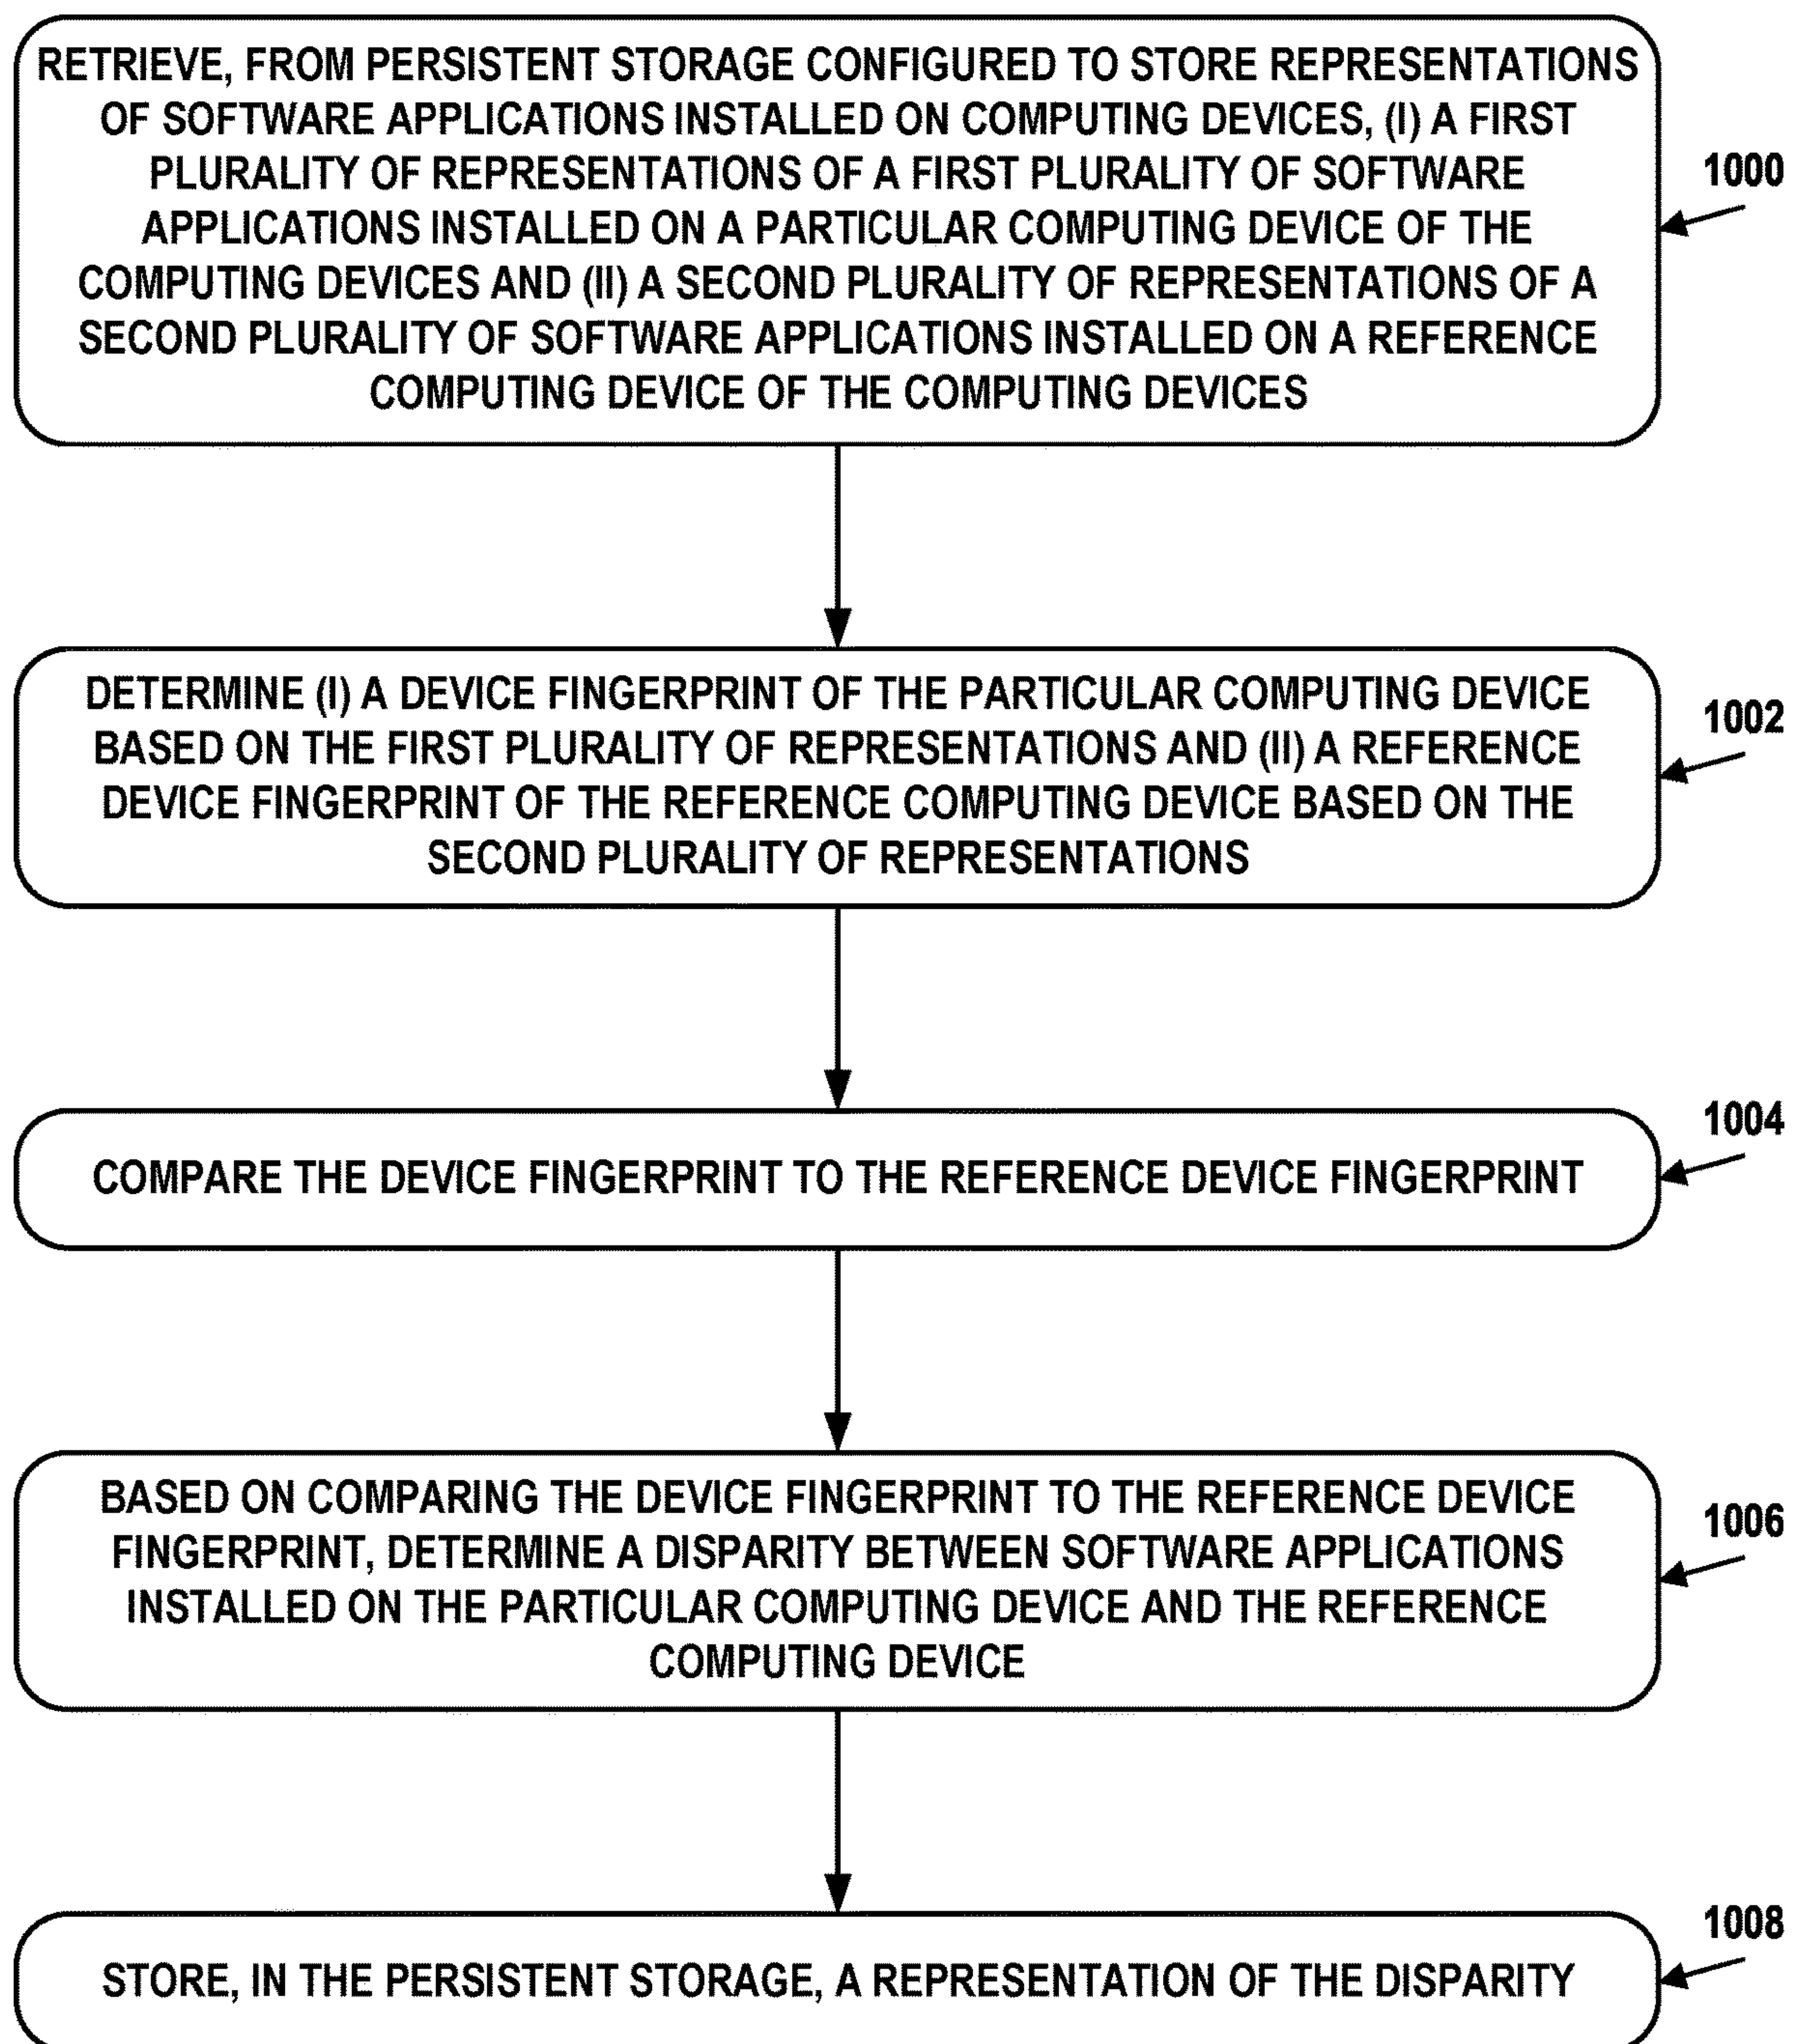 RETRIEVE, FROM PERSISTENT STORAGE CONFIGURED TO STORE REPRESENTATIONS
OF SOFTWARE APPLICATIONS INSTALLED ON COMPUTING DEVICES, (I) A FIRST
PLURALITY OF REPRESENTATIONS OF A FIRST PLURALITY OF SOFTWARE
APPLICATIONS INSTALLED ON A PARTICULAR COMPUTING DEVICE OF THE
COMPUTING DEVICES AND (II) A SECOND PLURALITY OF REPRESENTATIONS OF A
SECOND PLURALITY OF SOFTWARE APPLICATIONS INSTALLED ON A REFERENCE
COMPUTING DEVICE OF THE COMPUTING DEVICES
1000
DETERMINE (I) A DEVICE FINGERPRINT OF THE PARTICULAR COMPUTING DEVICE
BASED ON THE FIRST PLURALITY OF REPRESENTATIONS AND (II) A REFERENCE
DEVICE FINGERPRINT OF THE REFERENCE COMPUTING DEVICE BASED ON THE
SECOND PLURALITY OF REPRESENTATIONS
1002
COMPARE THE DEVICE FINGERPRINT TO THE REFERENCE DEVICE FINGERPRINT
1004
BASED ON COMPARING THE DEVICE FINGERPRINT TO THE REFERENCE DEVICE
FINGERPRINT, DETERMINE A DISPARITY BETWEEN SOFTWARE APPLICATIONS
INSTALLED ON THE PARTICULAR COMPUTING DEVICE AND THE REFERENCE
COMPUTING DEVICE
1006
STORE, IN THE PERSISTENT STORAGE, A REPRESENTATION OF THE DISPARITY
1008